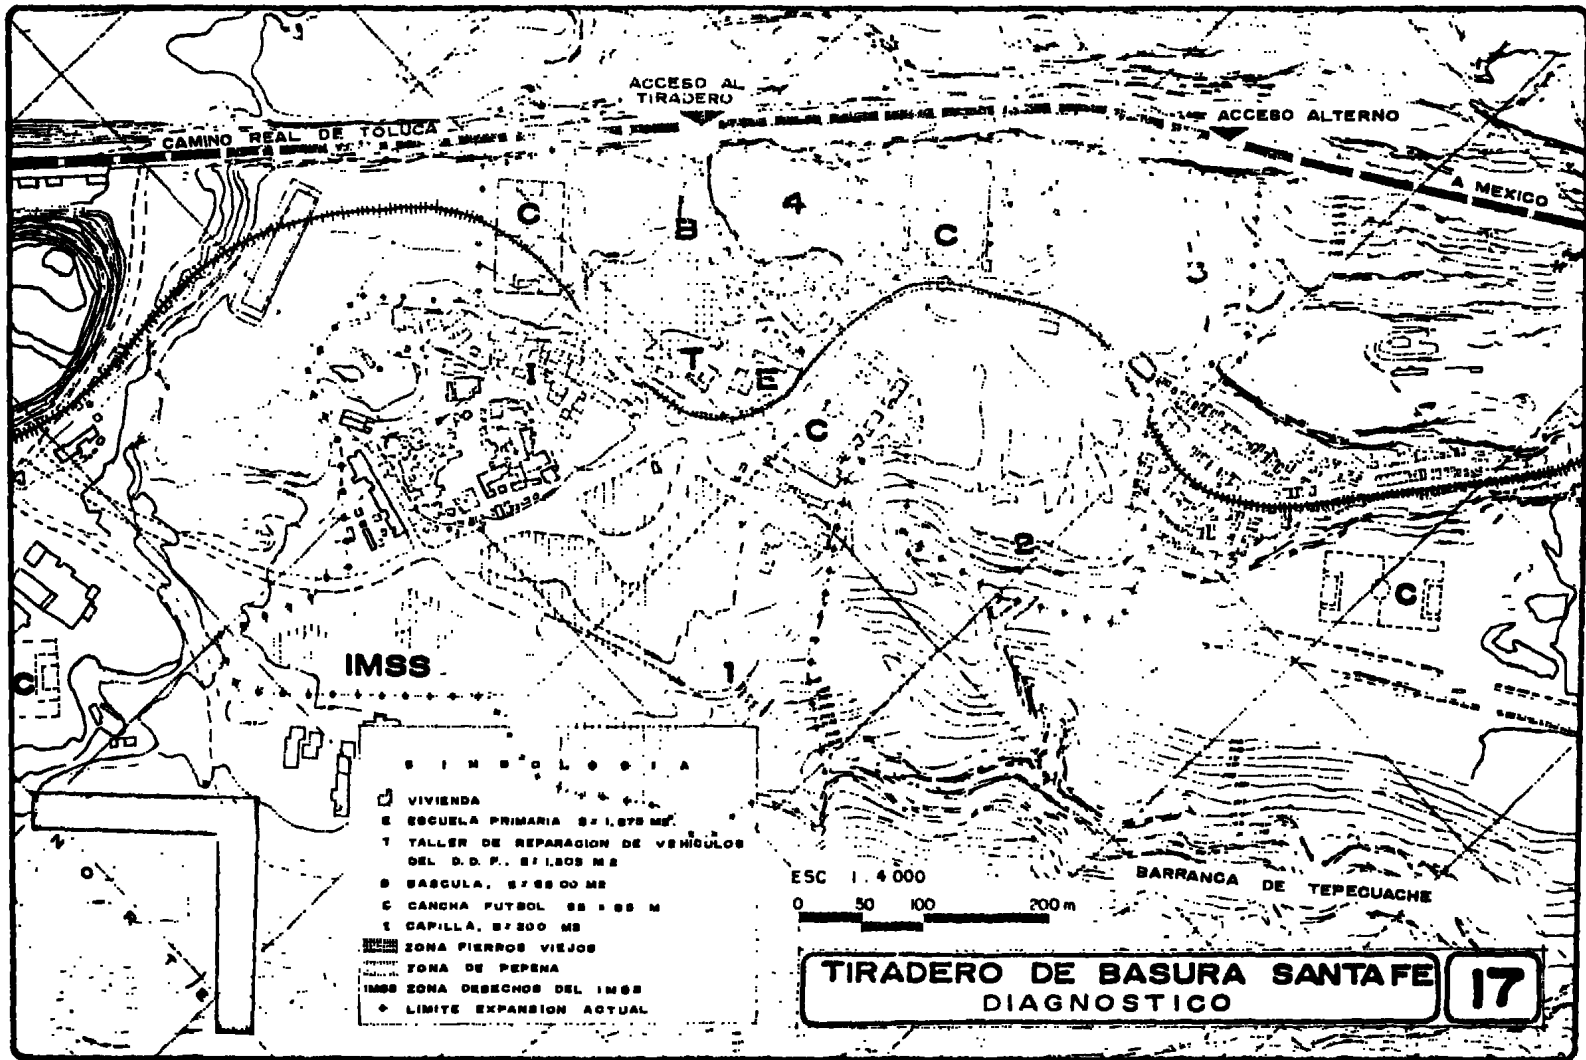 ACCESO AL
TIRADERO
CAMINO REAL DE TOLUCA
ACCESO ALTERNO
A MEXICO
C
B
4
C
3
T
E
1
C
2
C
IMSS
1
C
SIMBOLOGIA
VIVIENDA
E ESCUELA PRIMARIA
T TALLER DE REPARACION DE VEHICULOS
DEL D.D.F.,
B BASCULA,
C CANCHA FUTBOL
CAPILLA,
ZONA FIERROS VIEJOS
ZONA DE PEPENA
IMSS ZONA DESECHOS DEL IMSS
+ LIMITE EXPANSION ACTUAL
NORTE
ESC 1:4000
0 50 100 200 m
BARRANCA DE TEPECUACHE
TIRADERO DE BASURA SANTA FE
DIAGNOSTICO
17